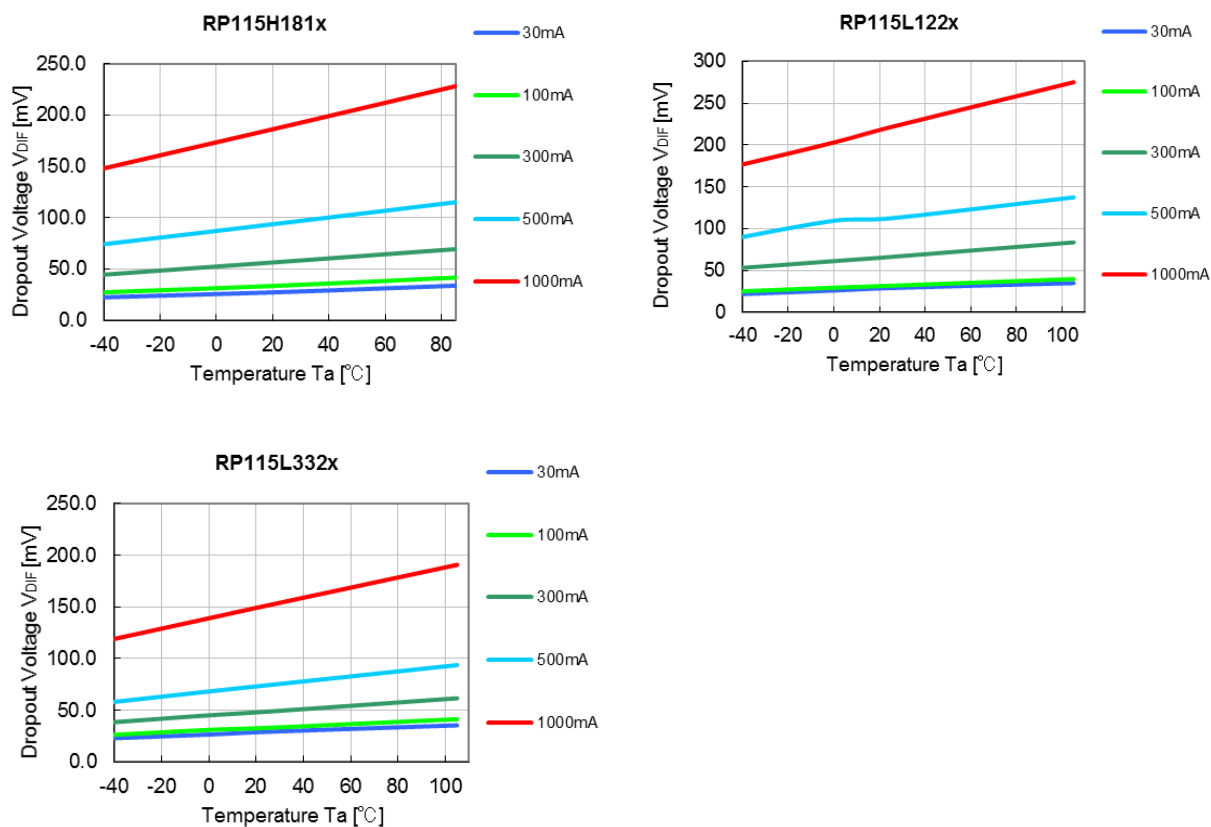 RP115H181x
Dropout Voltage VDIF [mV]
250.0
200.0
150.0
100.0
50.0
0.0
-40 -20 0 20 40 60 80
Temperature Ta [℃]
30mA
100mA
300mA
500mA
1000mA
RP115L122x
Dropout Voltage VDIF [mV]
300
250
200
150
100
50
0
-40 -20 0 20 40 60 80 100
Temperature Ta [℃]
30mA
100mA
300mA
500mA
1000mA
RP115L332x
Dropout Voltage VDIF [mV]
250.0
200.0
150.0
100.0
50.0
0.0
-40 -20 0 20 40 60 80 100
Temperature Ta [℃]
30mA
100mA
300mA
500mA
1000mA